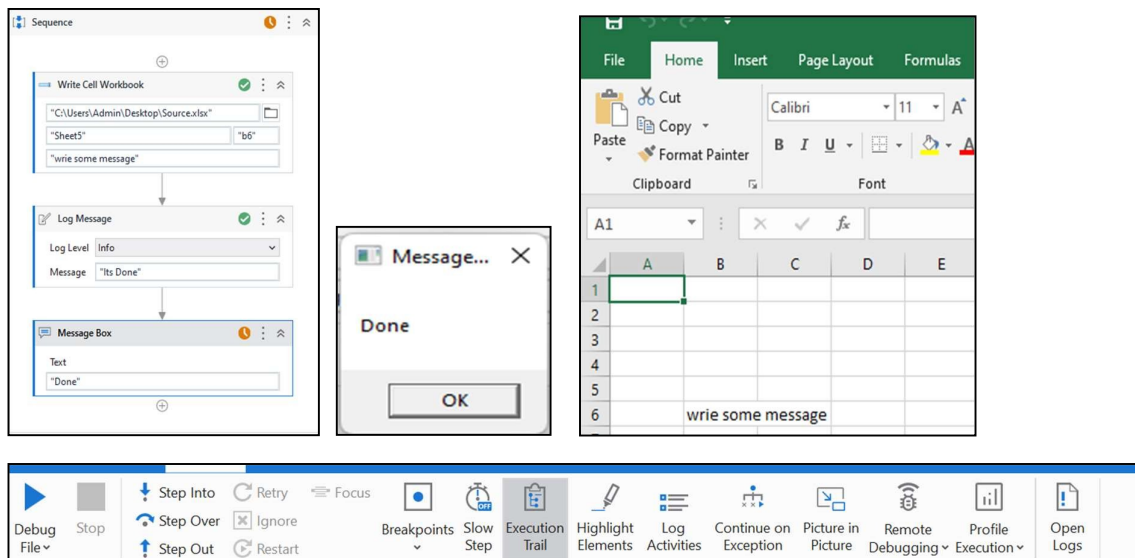 Sequence
Write Cell Workbook
"C:\Users\Admin\Desktop\Source.xlsx"
"Sheet5" "b6"
"wrie some message"
Log Message
Log Level Info
Message "Its Done"
Message Box
Text
"Done"
Message...
Done
OK
File Home Insert Page Layout Formulas
Cut
Copy
Format Painter
Paste
Clipboard
Calibri 11 A
B I U A
Font
A1 fx
A B C D E
1
2
3
4
5
6 wrie some message
Debug File
Stop
Step Into
Step Over
Step Out
Retry
Ignore
Restart
Focus
Breakpoints
Slow Step
OFF
Execution Trail
Highlight Elements
Log Activities
Continue on Exception
Picture in Picture
Remote Debugging
Profile Execution
Open Logs